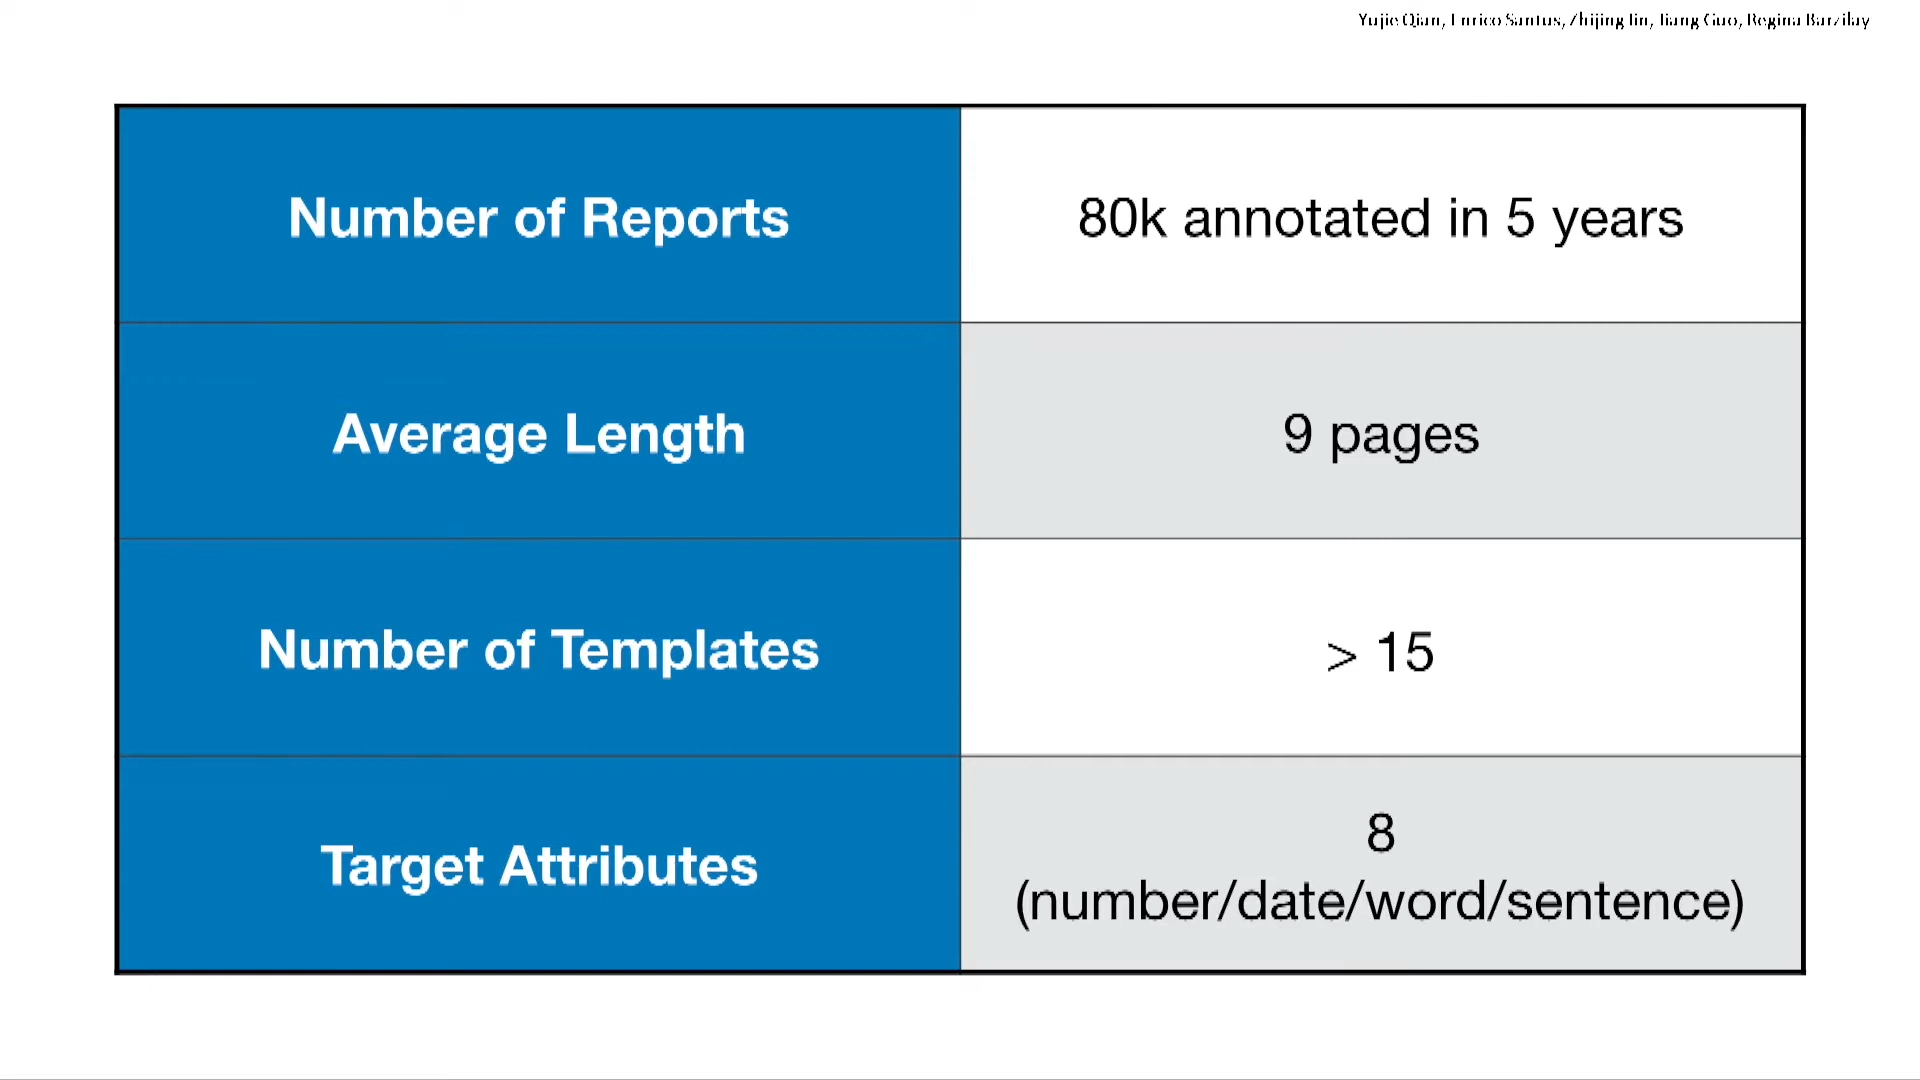 Yujie Qian, Enrico Santus, Zhijing Jin, Jiang Guo, Regina Barzilay
Number of Reports
80k annotated in 5 years
Average Length
9 pages
Number of Templates
> 15
Target Attributes
8
(number/date/word/sentence)